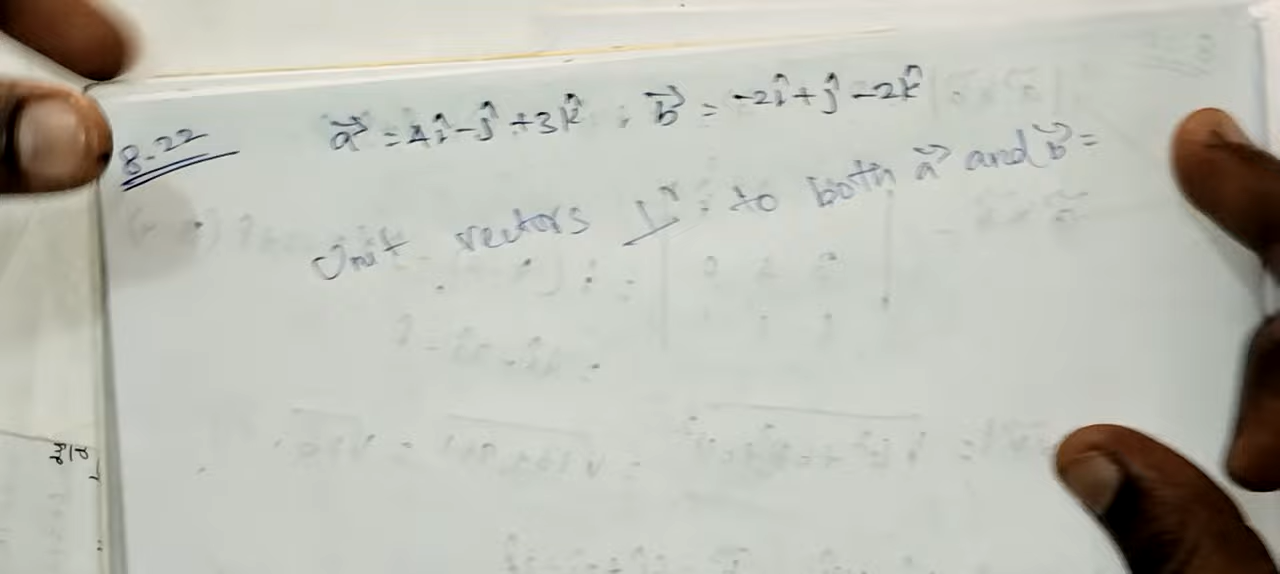 8.22
a⃗ = 4î - ĵ + 3k̂ ; b⃗ = -2î + ĵ - 2k̂
Unit vectors ⊥r to both a⃗ and b⃗ =